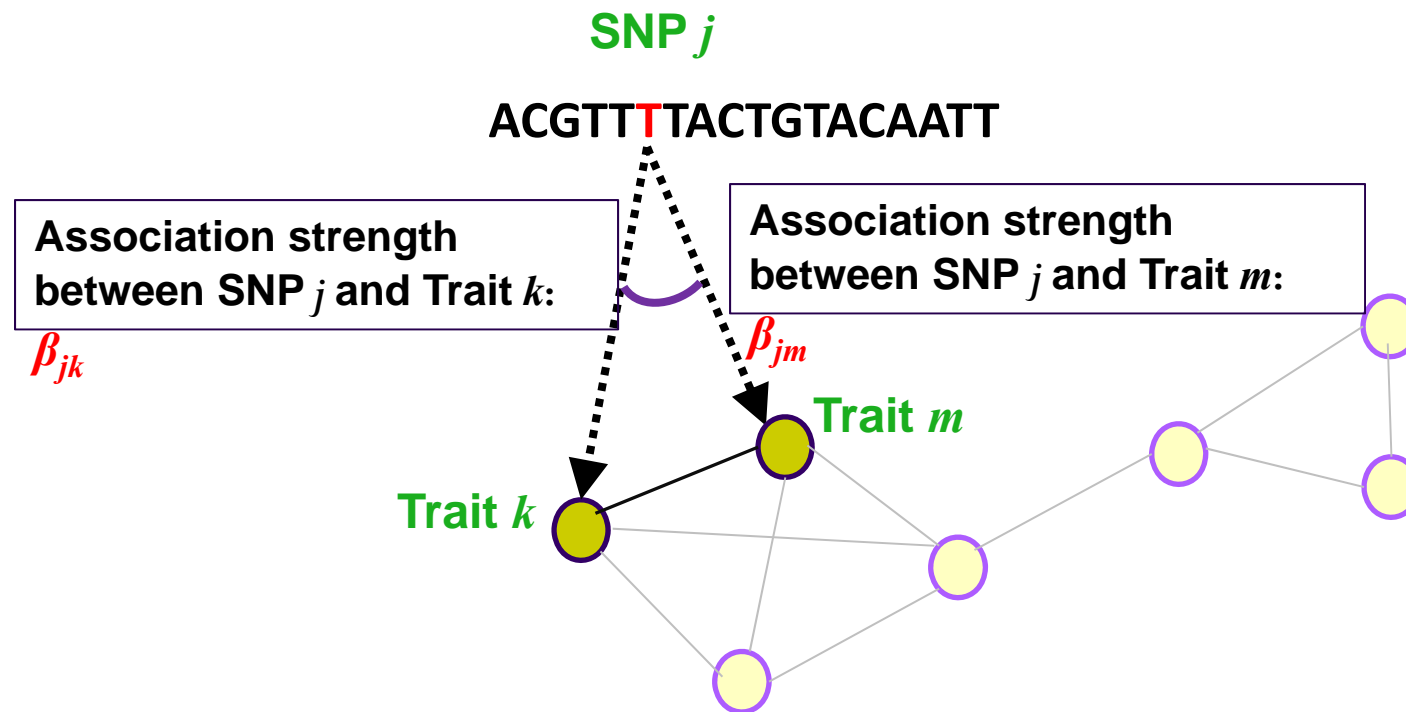 SNP j
ACGTTTTACTGTACAATT
Association strength
between SNP j and Trait k:
β_jk
Association strength
between SNP j and Trait m:
β_jm
Trait m
Trait k